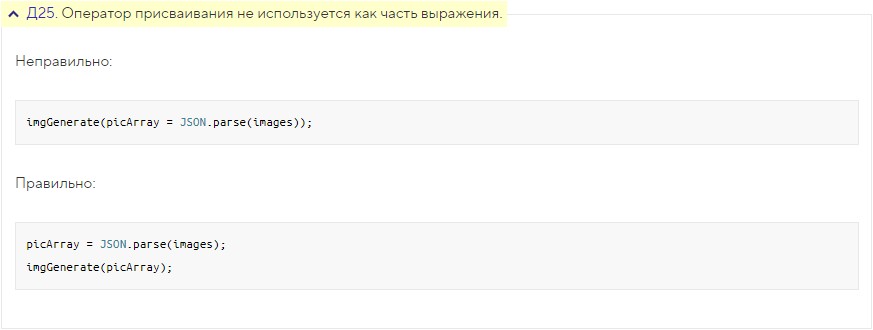 Д25. Оператор присваивания не используется как часть выражения.
Неправильно:
imgGenerate(picArray = JSON.parse(images));
Правильно:
picArray = JSON.parse(images);
imgGenerate(picArray);